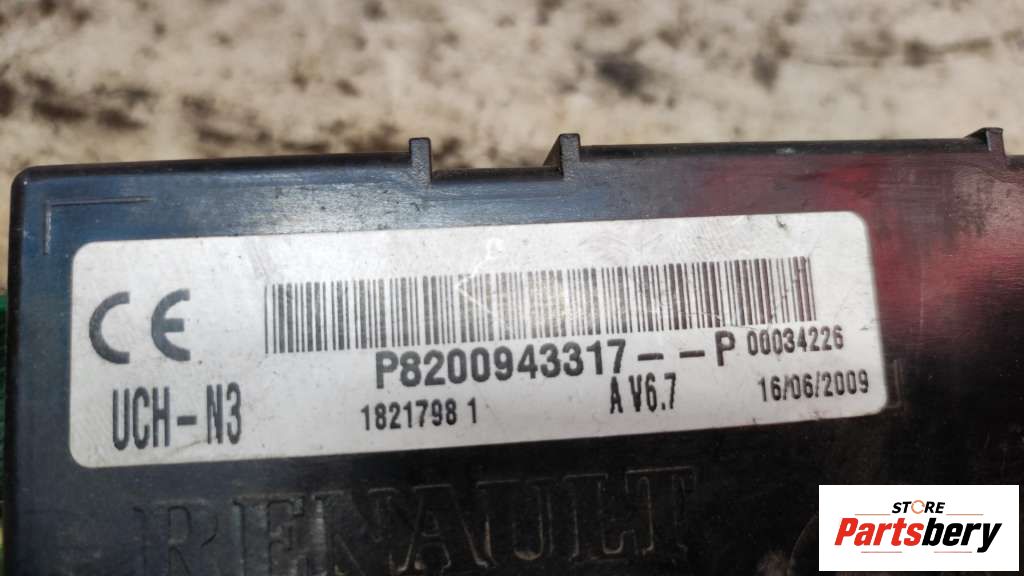 CE
P8200943317--P 00034226
UCH-N3
1821798 1
A V6.7
16/06/2009
RENAULT
STORE
Partsbery